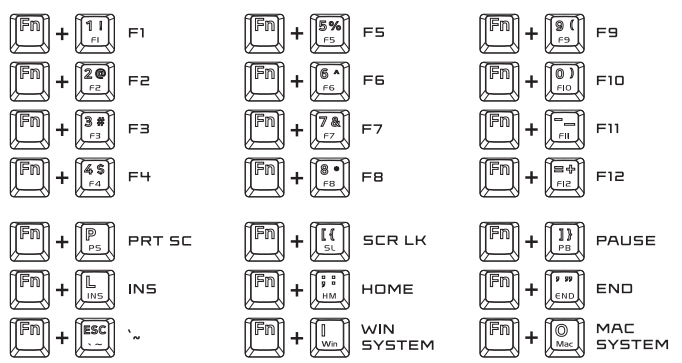 Fn + 1 ! F1 F1 Fn + 5% F5 F5 Fn + 9 ( F9 F9
Fn + 2 @ F2 F2 Fn + 6 ^ F6 F6 Fn + 0 ) F10 F10
Fn + 3 # F3 F3 Fn + 7 & F7 F7 Fn + - _ F11 F11
Fn + 4 $ F4 F4 Fn + 8 * F8 F8 Fn + = + F12 F12
Fn + P PS PRT SC Fn + [ { SL SCR LK Fn + ] } PB PAUSE
Fn + L INS INS Fn + ; : HM HOME Fn + ' " END END
Fn + ESC ` ~ ` ~ Fn + I Win WIN SYSTEM Fn + O Mac MAC SYSTEM